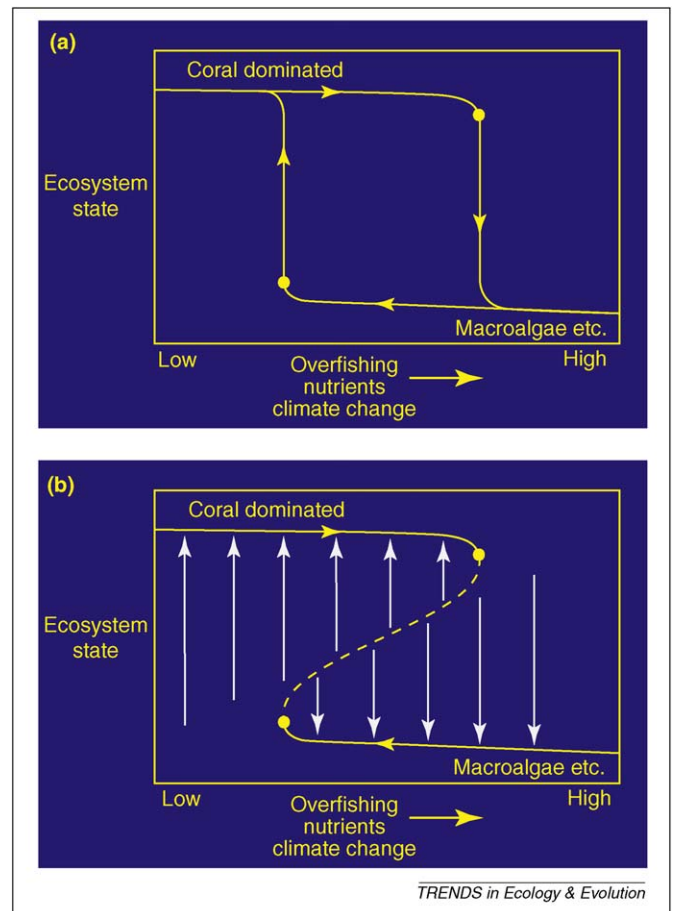 (a)
Coral dominated
Ecosystem
state
Macroalgae etc.
Low
High
Overfishing
nutrients
climate change
(b)
Coral dominated
Ecosystem
state
Macroalgae etc.
Low
High
Overfishing
nutrients
climate change
TRENDS in Ecology & Evolution